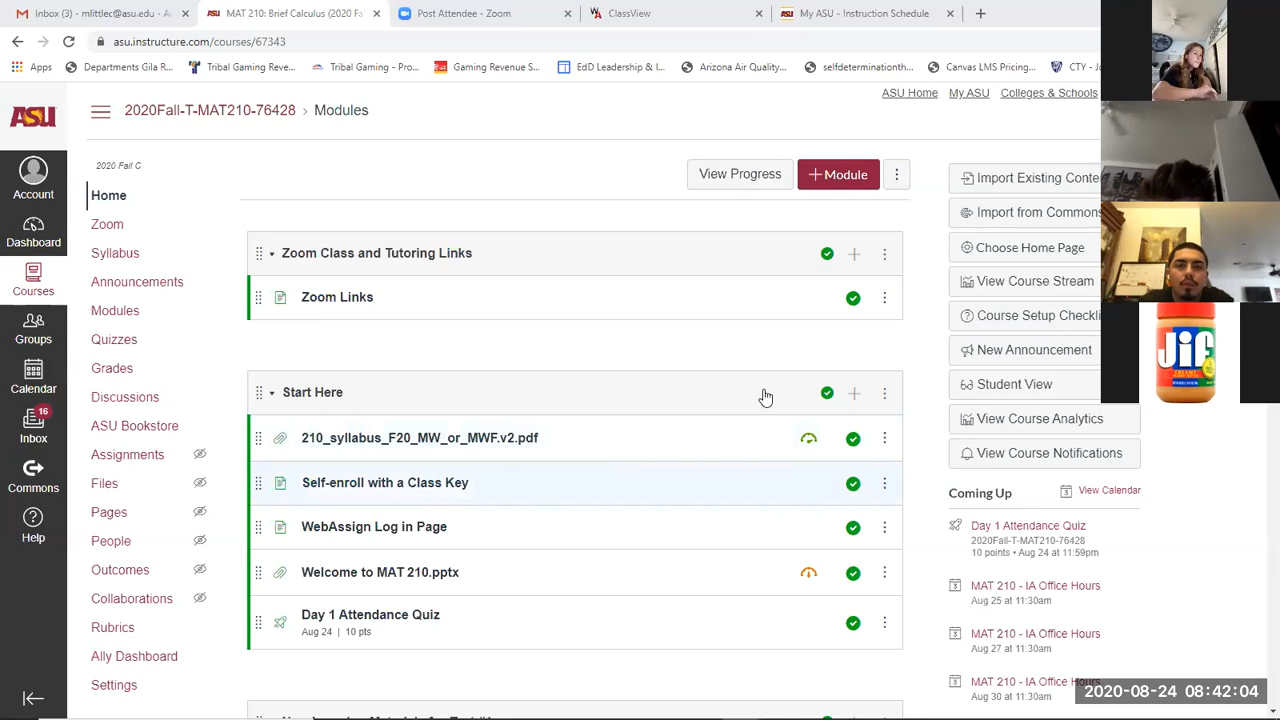 Inbox (3) - mlittlec@asu.edu - A
MAT 210: Brief Calculus (2020 Fa
Post Attendee - Zoom
ClassView
My ASU - Instruction Schedule
asu.instructure.com/courses/67343
Apps
Departments Gila R...
Tribal Gaming Reve...
Tribal Gaming - Pro...
Gaming Revenue S...
EdD Leadership & I...
Arizona Air Quality...
selfdeterminationth...
Canvas LMS Pricing...
CTY - Jo
ASU Home
My ASU
Colleges & Schools
ASU
Account
Dashboard
Courses
Groups
Calendar
16
Inbox
Commons
Help
2020Fall-T-MAT210-76428 › Modules
2020 Fall C
Home
Zoom
Syllabus
Announcements
Modules
Quizzes
Grades
Discussions
ASU Bookstore
Assignments
Files
Pages
People
Outcomes
Collaborations
Rubrics
Ally Dashboard
Settings
View Progress
+ Module
Zoom Class and Tutoring Links
Zoom Links
Start Here
210_syllabus_F20_MW_or_MWF.v2.pdf
Self-enroll with a Class Key
WebAssign Log in Page
Welcome to MAT 210.pptx
Day 1 Attendance Quiz
Aug 24 | 10 pts
Import Existing Conte
Import from Commons
Choose Home Page
View Course Stream
Course Setup Checkli
New Announcement
Student View
View Course Analytics
View Course Notifications
Coming Up
View Calendar
Day 1 Attendance Quiz
2020Fall-T-MAT210-76428
10 points • Aug 24 at 11:59pm
MAT 210 - IA Office Hours
Aug 25 at 11:30am
MAT 210 - IA Office Hours
Aug 27 at 11:30am
MAT 210 - IA Office Hours
Aug 30 at 11:30am
Jif
CREAMY
2020-08-24 08:42:04